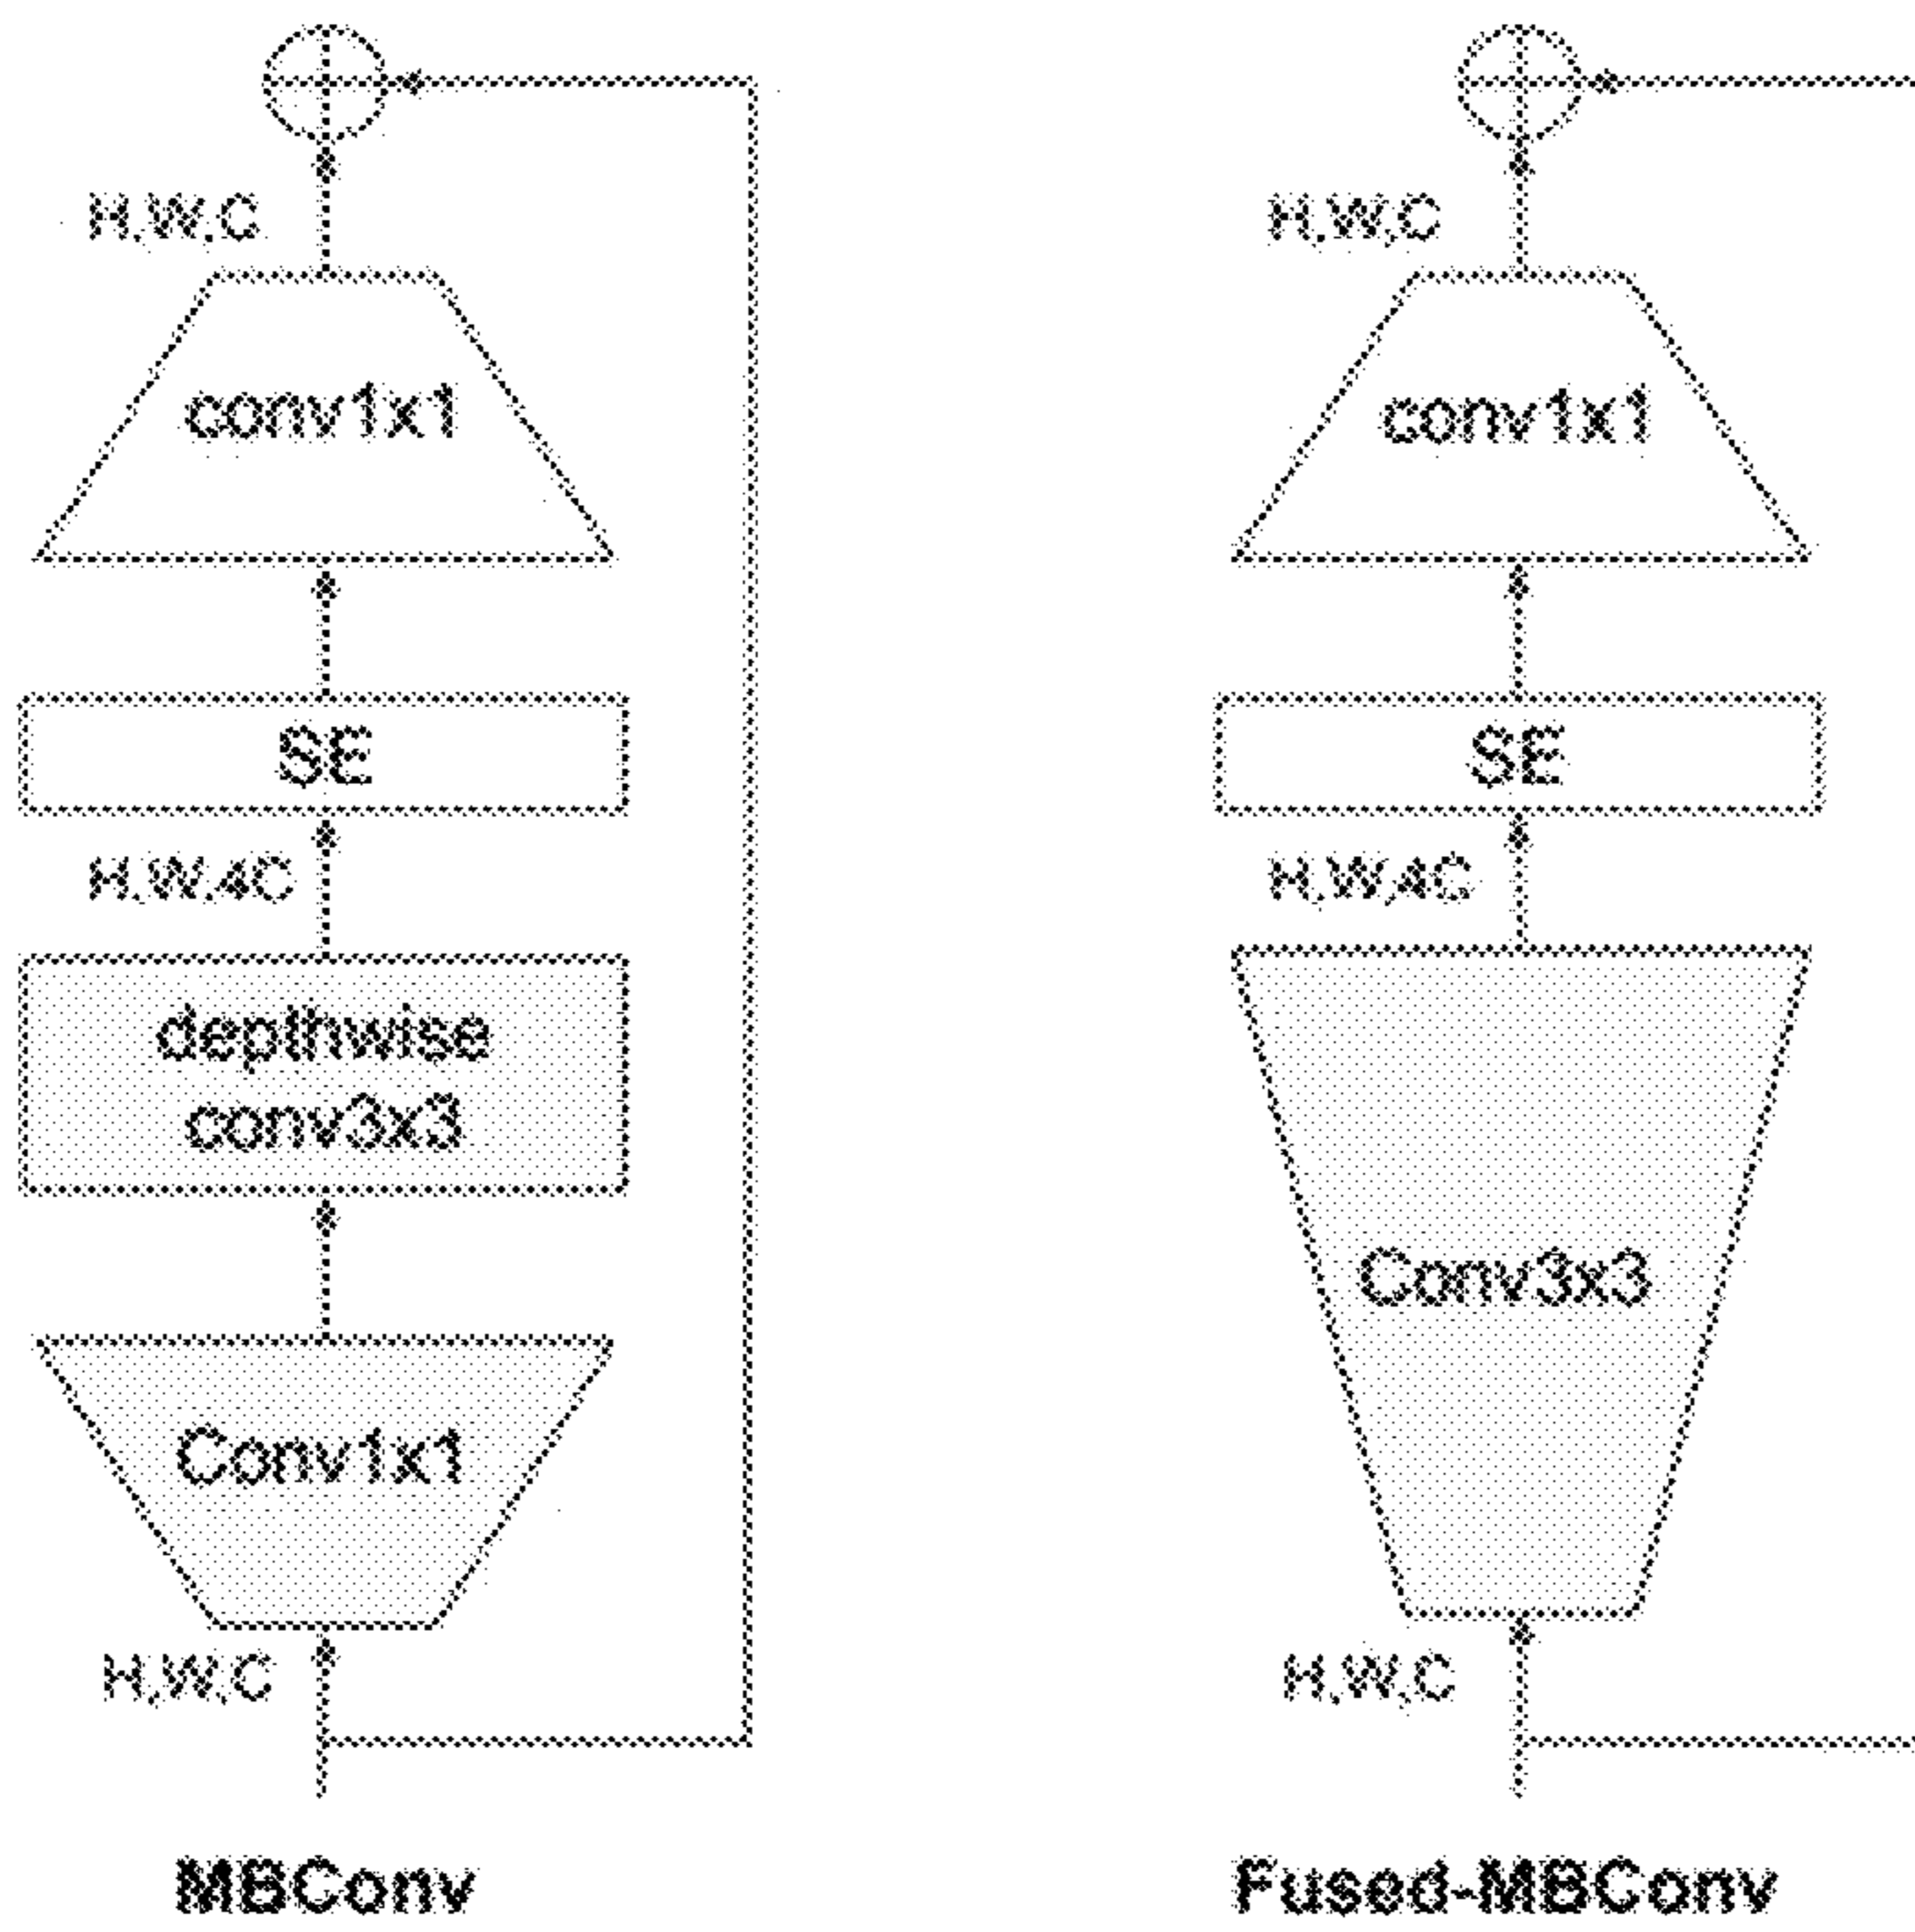 H,W,C
conv1x1
SE
H,W,4C
depthwise
conv3x3
Conv1x1
H,W,C
MBConv
H,W,C
conv1x1
SE
H,W,4C
Conv3x3
H,W,C
Fused-MBConv